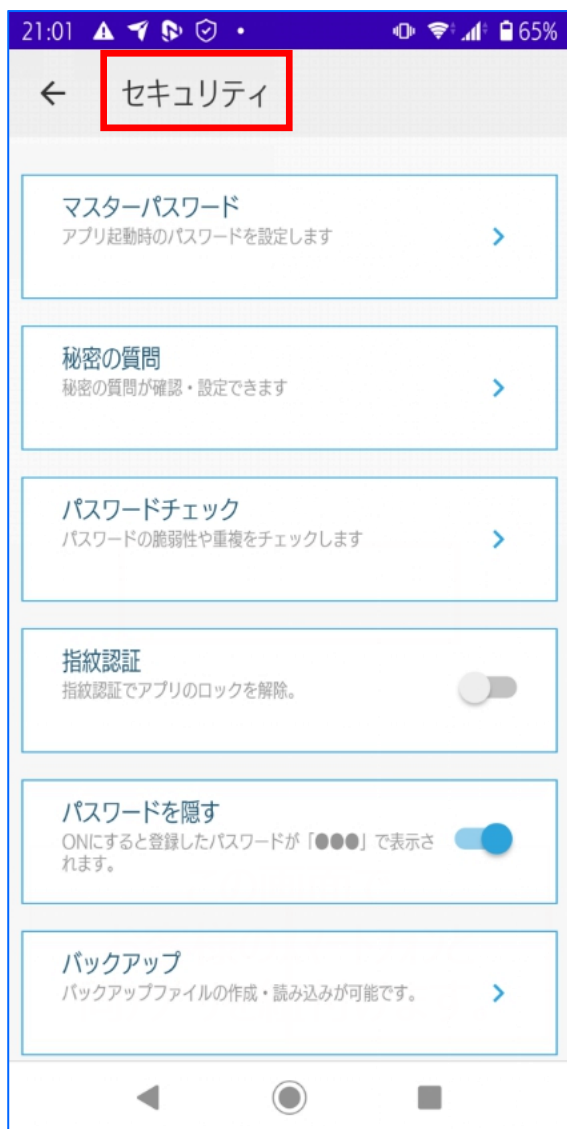 21:01
65%
セキュリティ
マスターパスワード
アプリ起動時のパスワードを設定します
秘密の質問
秘密の質問が確認・設定できます
パスワードチェック
パスワードの脆弱性や重複をチェックします
指紋認証
指紋認証でアプリのロックを解除。
パスワードを隠す
ONにすると登録したパスワードが「●●●」で表示さ
れます。
バックアップ
バックアップファイルの作成・読み込みが可能です。